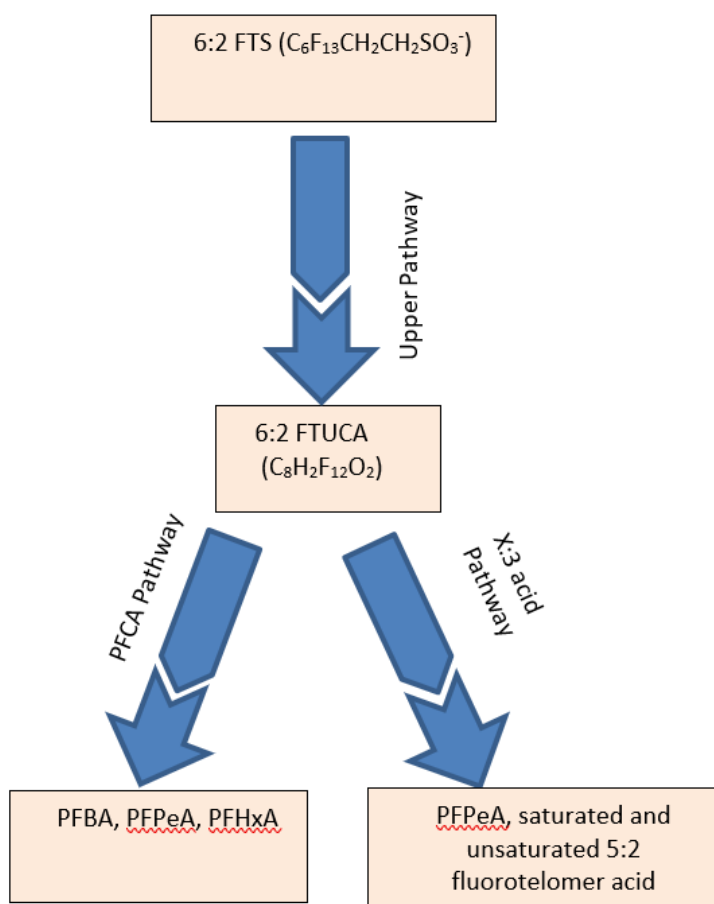 6:2 FTS (C₆F₁₃CH₂CH₂SO₃⁻)
Upper Pathway
6:2 FTUCA
(C₈H₂F₁₂O₂)
PFCA Pathway
X:3 acid
Pathway
PFBA, PFPeA, PFHxA
PFPeA, saturated and
unsaturated 5:2
fluorotelomer acid